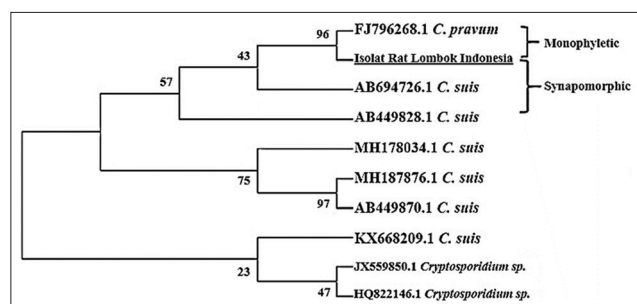 FJ796268.1 C. pravum
96
Monophyletic
Isolat Rat Lombok Indonesia
43
57
AB694726.1 C. suis
Synapomorphic
AB449828.1 C. suis
MH178034.1 C. suis
75
MH187876.1 C. suis
97
AB449870.1 C. suis
KX668209.1 C. suis
23
JX559850.1 Cryptosporidium sp.
47
HQ822146.1 Cryptosporidium sp.